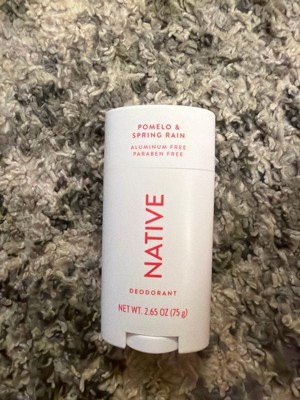 POMELO &
SPRING RAIN
ALUMINUM FREE
PARABEN FREE
NATIVE
DEODORANT
NET WT. 2.65 OZ (75 g)